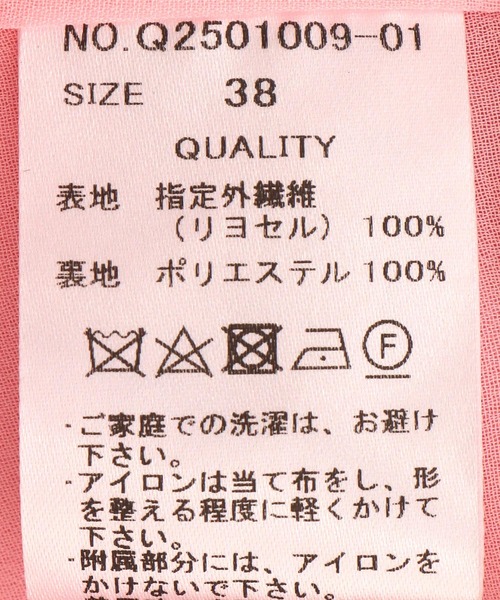 NO.Q2501009-01
SIZE 38
QUALITY
表地 指定外繊維
(リヨセル) 100%
裏地 ポリエステル 100%
F
・ご家庭での洗濯は、お避け
下さい。
・アイロンは当て布をし、形
を整える程度に軽くかけて
下さい。
・附属部分には、アイロンを
かけないで下さい。